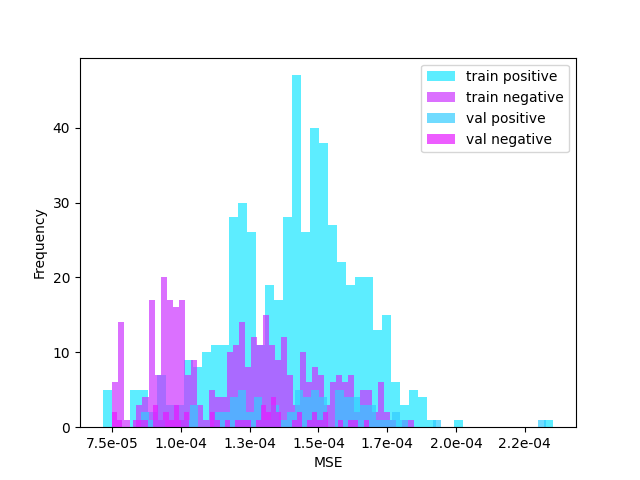 train positive
train negative
val positive
val negative
40
30
20
10
0
Frequency
7.5e-05 1.0e-04 1.3e-04 1.5e-04 1.7e-04 2.0e-04 2.2e-04
MSE